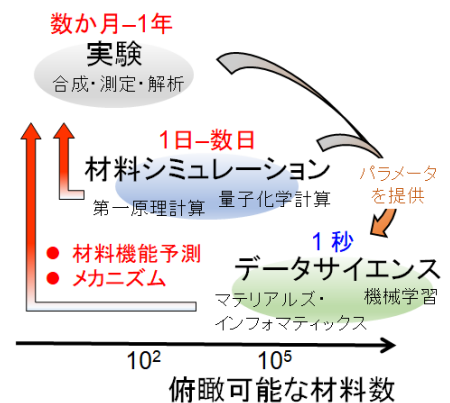 数か月–1年
実験
合成・測定・解析
1日–数日
材料シミュレーション
第一原理計算 量子化学計算
パラメータ
を提供
1 秒
データサイエンス
マテリアルズ・
インフォマティックス
機械学習
● 材料機能予測
● メカニズム
10² 10⁵
俯瞰可能な材料数